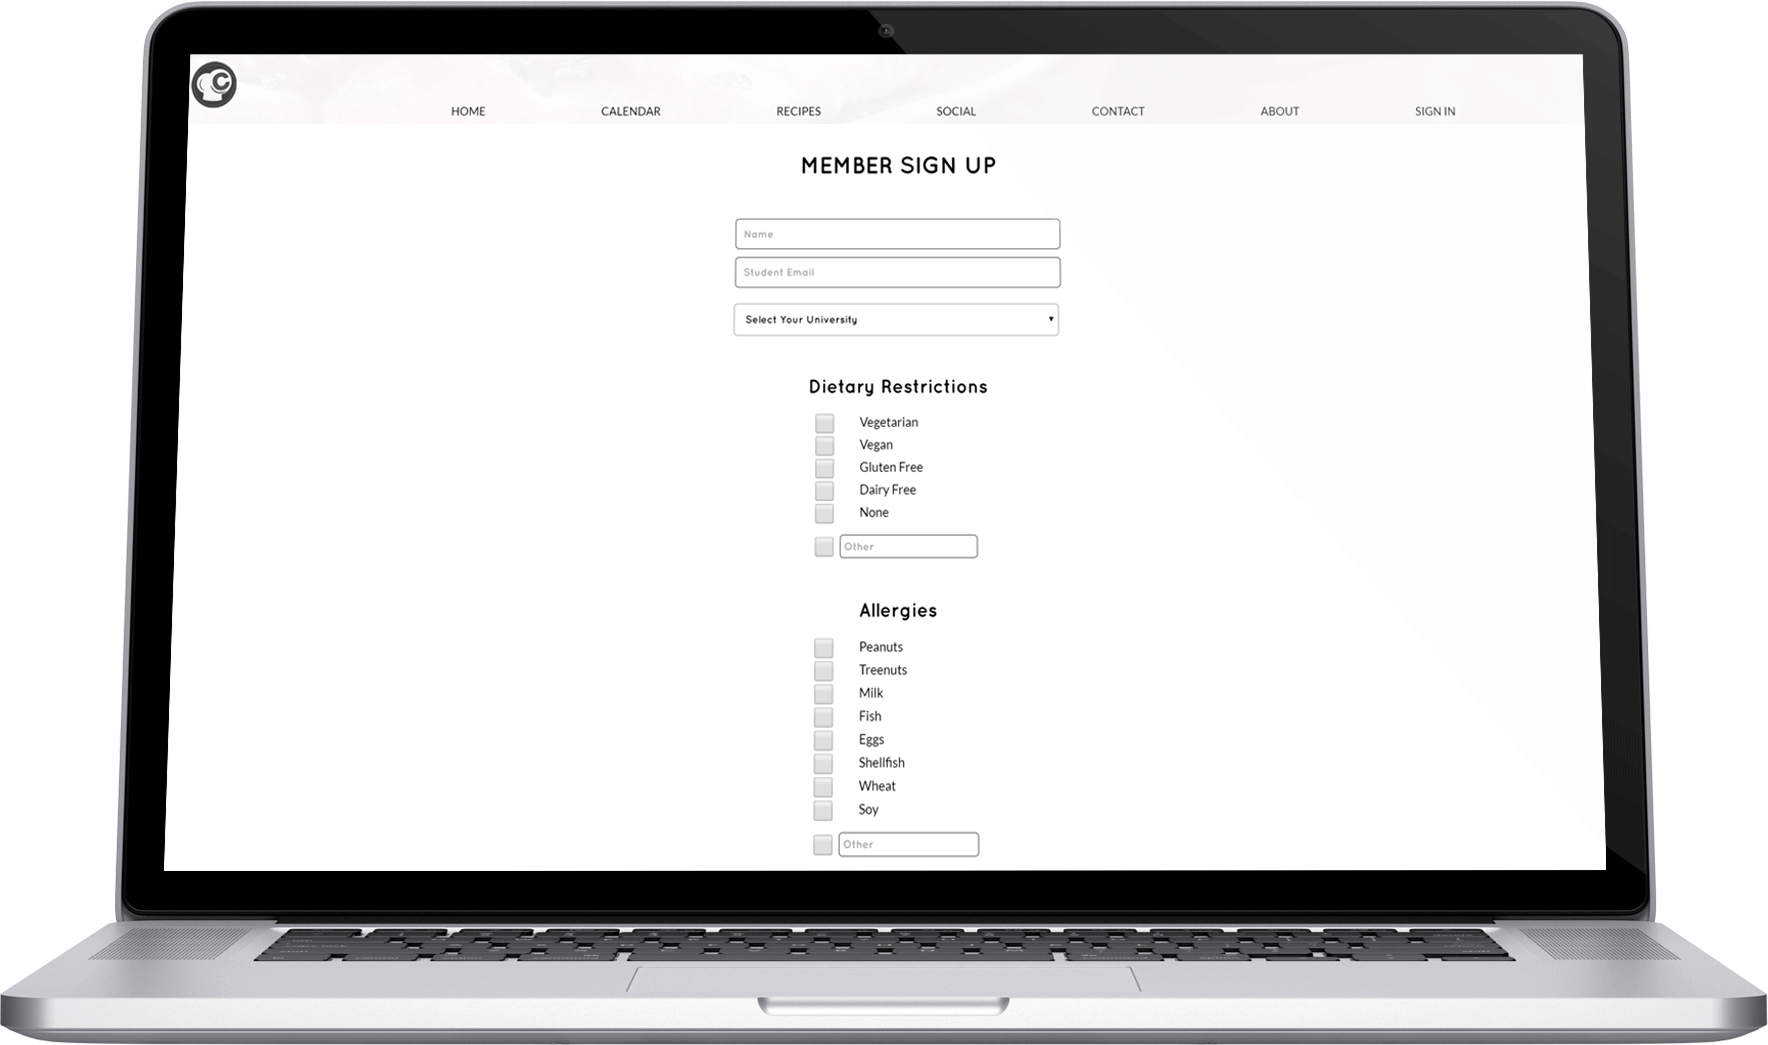 HOME CALENDAR RECIPES SOCIAL CONTACT ABOUT SIGN IN
MEMBER SIGN UP
Name
Student Email
Select Your University
Dietary Restrictions
Vegetarian
Vegan
Gluten Free
Dairy Free
None
Other
Allergies
Peanuts
Treenuts
Milk
Fish
Eggs
Shellfish
Wheat
Soy
Other